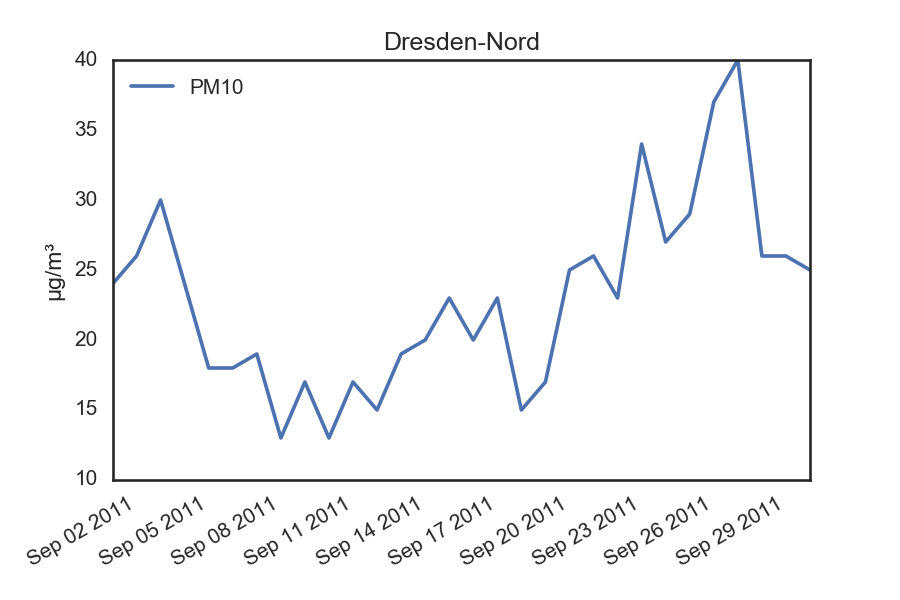 Dresden-Nord
PM10
40
35
30
25
20
15
10
µg/m³
Sep 02 2011
Sep 05 2011
Sep 08 2011
Sep 11 2011
Sep 14 2011
Sep 17 2011
Sep 20 2011
Sep 23 2011
Sep 26 2011
Sep 29 2011